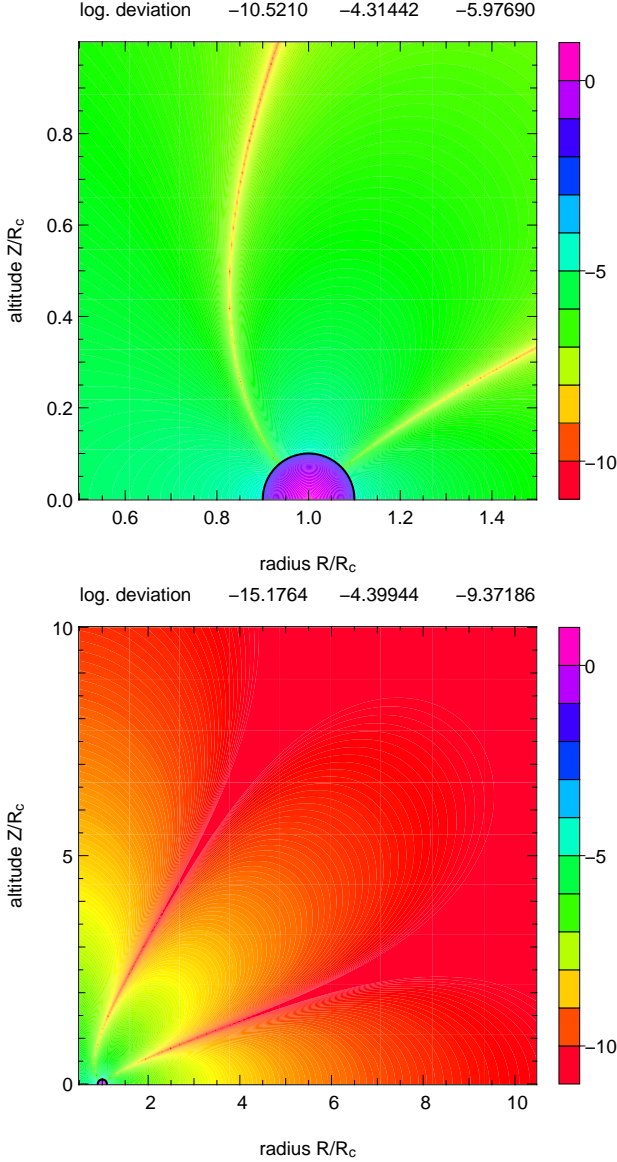 log. deviation −10.5210 −4.31442 −5.97690
0.8
0.6
0.4
0.2
0.0
altitude Z/Rc
0.6 0.8 1.0 1.2 1.4
radius R/Rc
0
−5
−10
log. deviation −15.1764 −4.39944 −9.37186
10
5
0
altitude Z/Rc
2 4 6 8 10
radius R/Rc
0
−5
−10